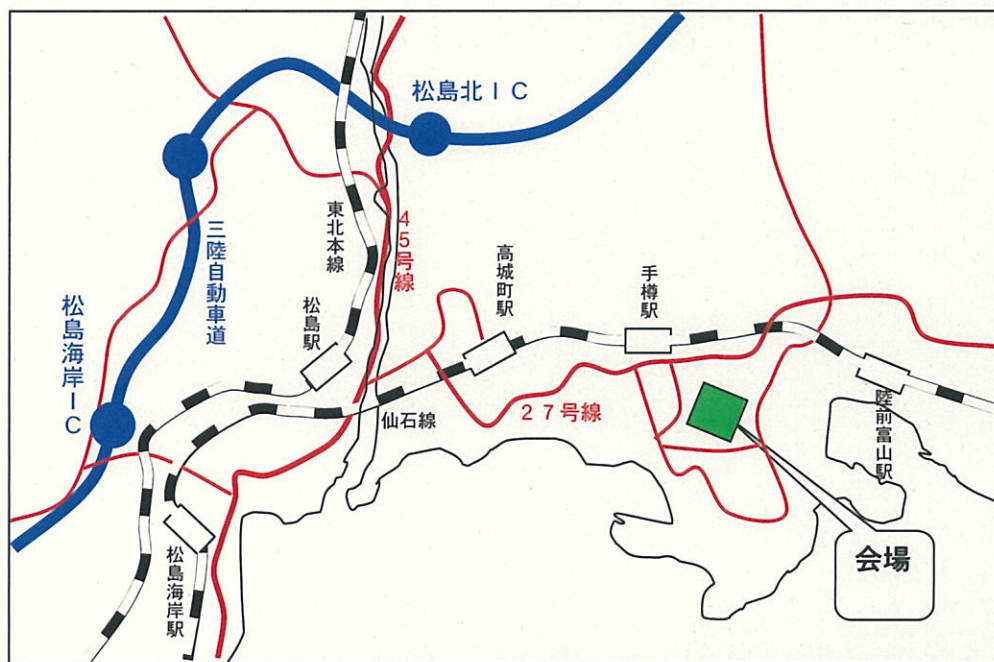 松島北ＩＣ
東北本線
４５号線
三陸自動車道
高城町駅
手樽駅
松島駅
松島海岸ＩＣ
仙石線
２７号線
陸前富山駅
松島海岸駅
会場